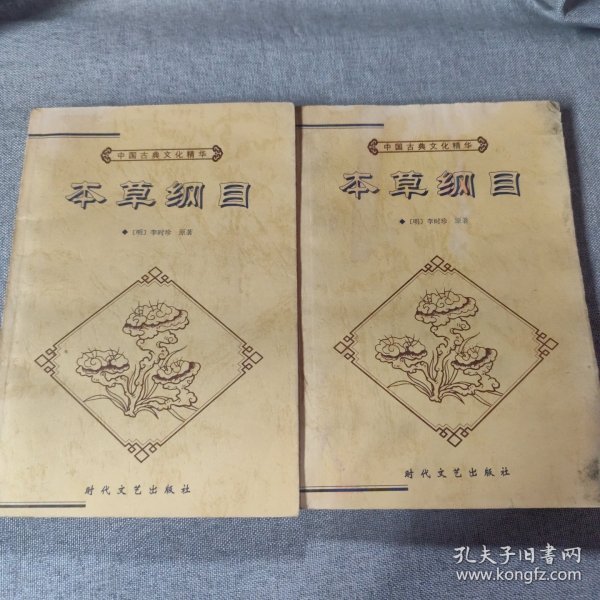 中国古典文化精华
本草纲目
◆〔明〕李时珍 原著
时代文艺出版社
中国古典文化精华
本草纲目
◆〔明〕李时珍 原著
时代文艺出版社
孔夫子旧书网
www.kongfz.com